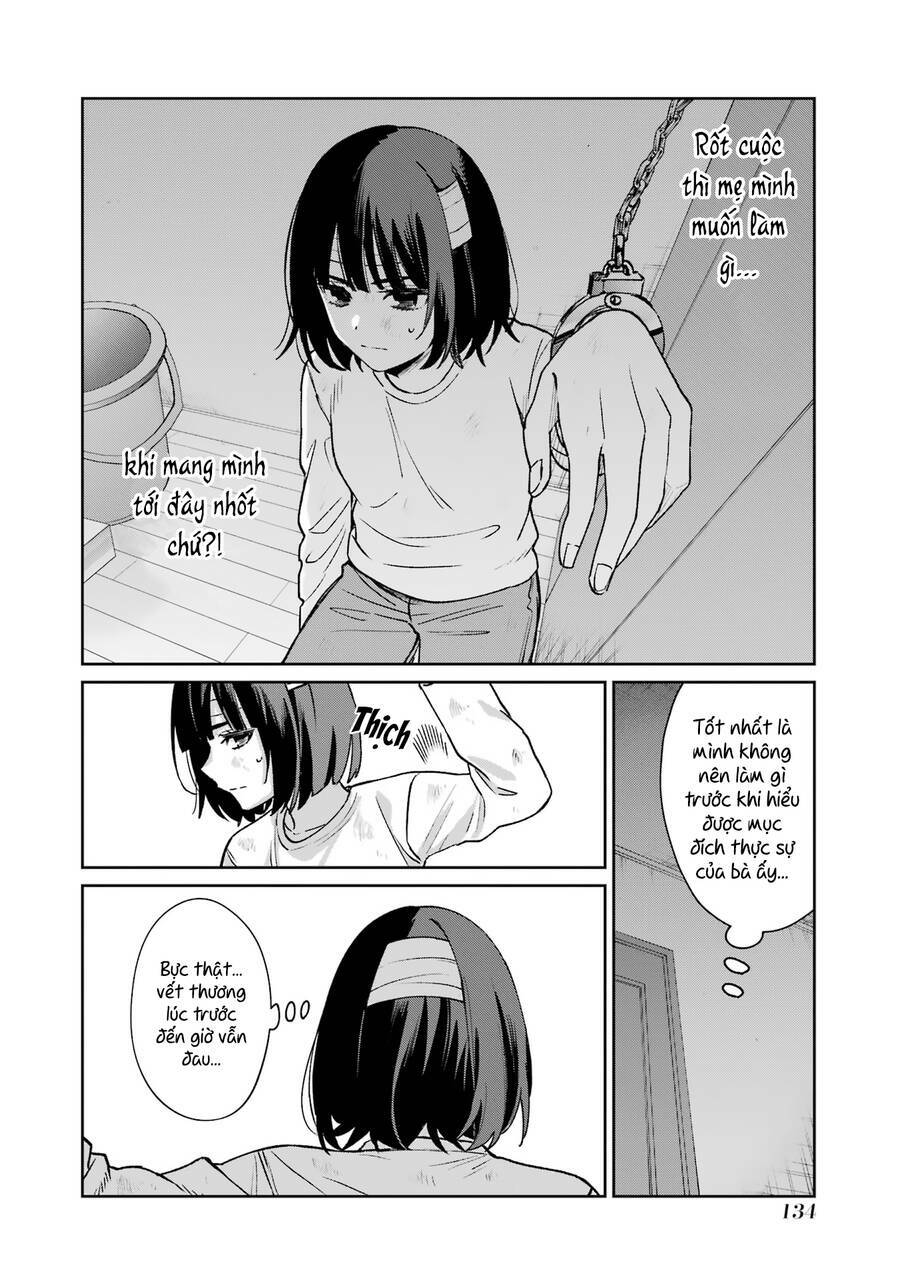 Rốt cuộc
thì mẹ mình
muốn làm
gì...
khi mang mình
tới đây nhốt
chứ?!
Tốt nhất là
mình không
nên làm gì
trước khi hiểu
được mục
đích thực sự
của bà ấy...
Thịch
Bực thật...
vết thương
lúc trước
đến giờ vẫn
đau...
134